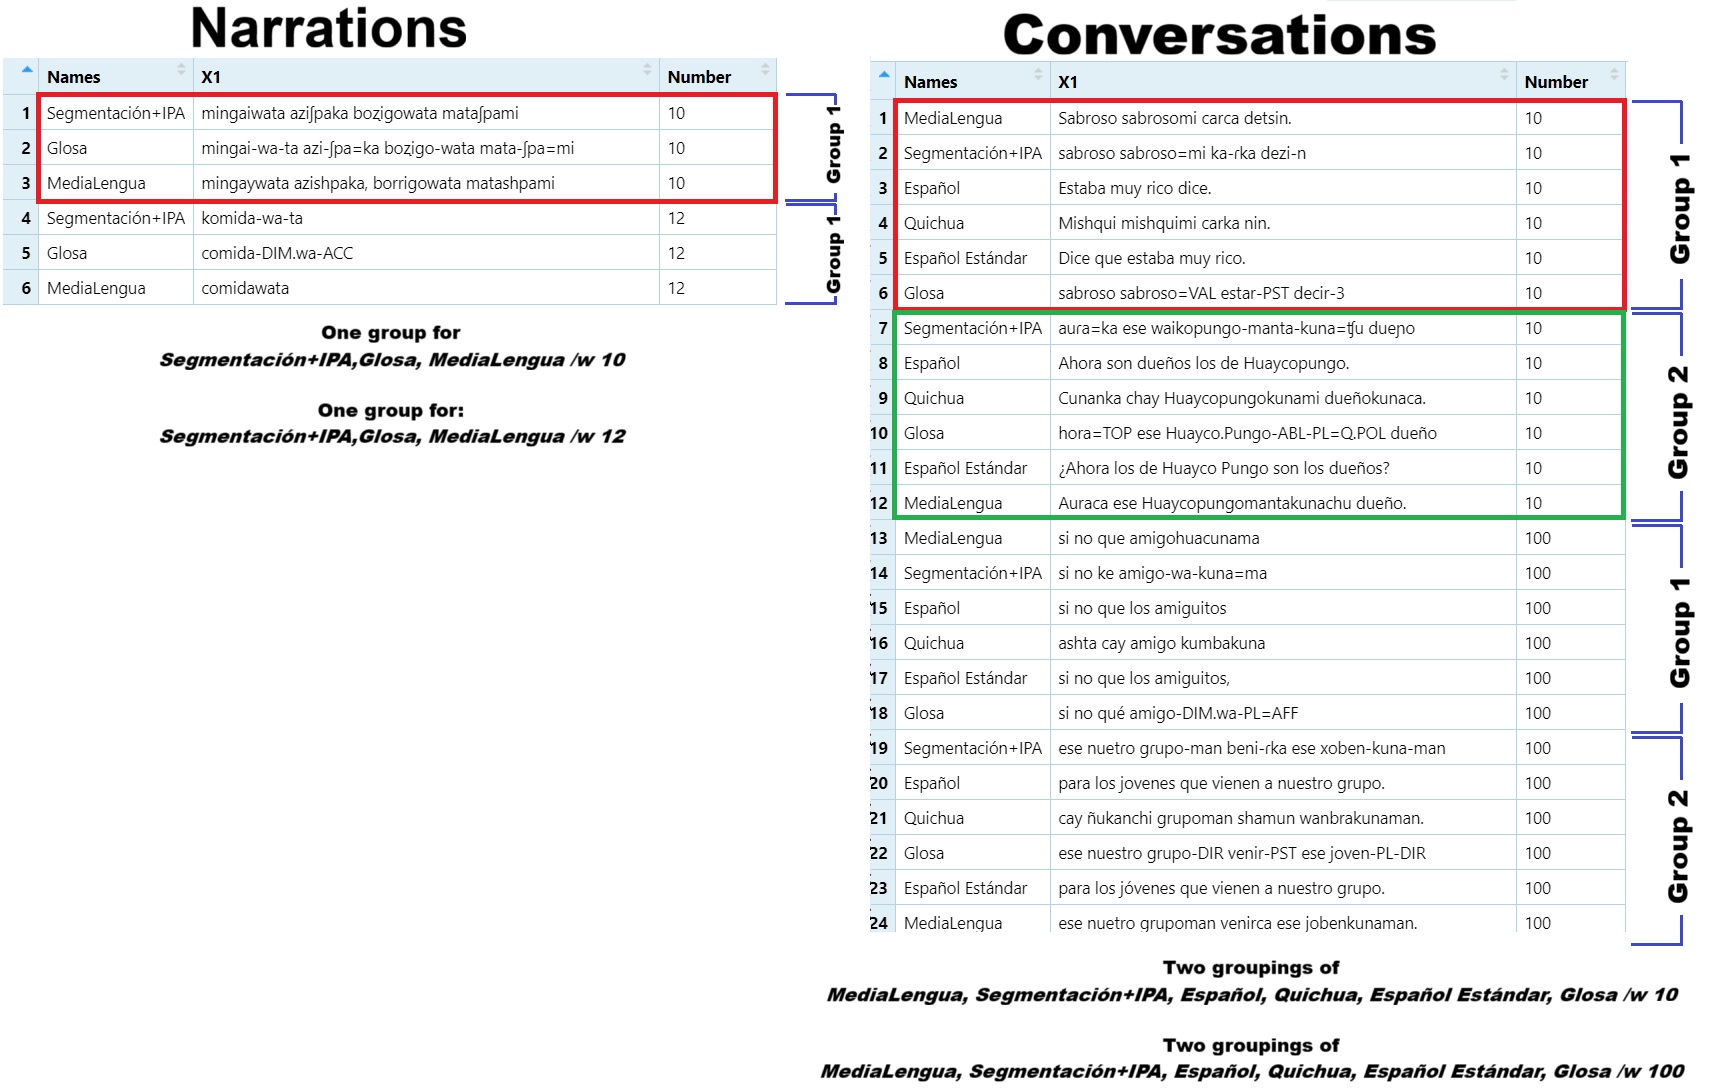 Narrations
Names X1 Number
1 Segmentación+IPA mingaiwata aziʃpaka boʐigowata mataʃpami 10
2 Glosa mingai-wa-ta azi-ʃpa=ka boʐigo-wata mata-ʃpa=mi 10
3 MediaLengua mingaywata azishpaka, borrigowata matashpami 10
4 Segmentación+IPA komida-wa-ta 12
5 Glosa comida-DIM.wa-ACC 12
6 MediaLengua comidawata 12
Group 1
Group 1
One group for
Segmentación+IPA,Glosa, MediaLengua /w 10
One group for:
Segmentación+IPA,Glosa, MediaLengua /w 12
Conversations
Names X1 Number
1 MediaLengua Sabroso sabrosomi carca detsin. 10
2 Segmentación+IPA sabɾoso sabɾoso=mi ka-ɾka dezi-n 10
3 Español Estaba muy rico dice. 10
4 Quichua Mishqui mishquimi carka nin. 10
5 Español Estándar Dice que estaba muy rico. 10
6 Glosa sabroso sabroso=VAL estar-PST decir-3 10
7 Segmentación+IPA aura=ka ese waikopungo-manta-kuna=ʧu dueɲo 10
8 Español Ahora son dueños los de Huaycopungo. 10
9 Quichua Cunanka chay Huaycopungokunami dueñokunaca. 10
10 Glosa hora=TOP ese Huayco.Pungo-ABL-PL=Q.POL dueño 10
11 Español Estándar ¿Ahora los de Huayco Pungo son los dueños? 10
12 MediaLengua Auraca ese Huaycopungomantakunachu dueño. 10
13 MediaLengua si no que amigohuacunama 100
14 Segmentación+IPA si no ke amigo-wa-kuna=ma 100
15 Español si no que los amiguitos 100
16 Quichua ashta cay amigo kumbakuna 100
17 Español Estándar si no que los amiguitos, 100
18 Glosa si no qué amigo-DIM.wa-PL=AFF 100
19 Segmentación+IPA ese nuetɾo gɾupo-man beni-ɾka ese xoben-kuna-man 100
20 Español para los jovenes que vienen a nuestro grupo. 100
21 Quichua cay ñukanchi grupoman shamun wanbrakunaman. 100
22 Glosa ese nuestro grupo-DIR venir-PST ese joven-PL-DIR 100
23 Español Estándar para los jóvenes que vienen a nuestro grupo. 100
24 MediaLengua ese nuetro grupoman venirca ese jobenkunaman. 100
Group 1
Group 2
Group 1
Group 2
Two groupings of
MediaLengua, Segmentación+IPA, Español, Quichua, Español Estándar, Glosa /w 10
Two groupings of
MediaLengua, Segmentación+IPA, Español, Quichua, Español Estándar, Glosa /w 100